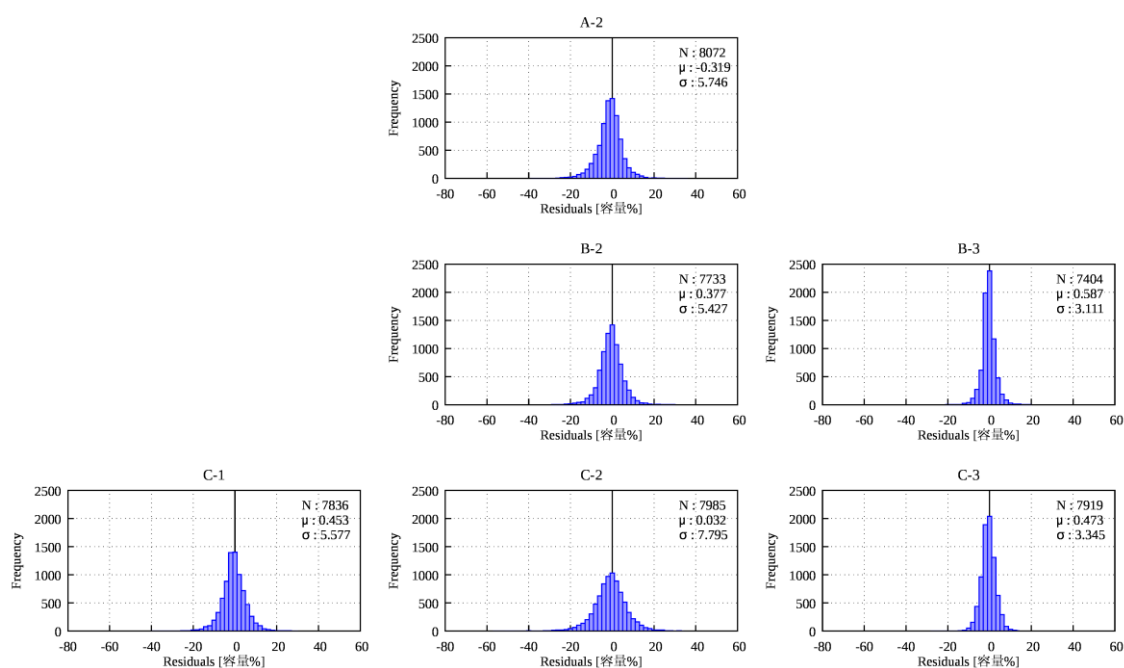 A-2
2500
2000
1500
1000
500
0
Frequency
N : 8072
μ : -0.319
σ : 5.746
-80 -60 -40 -20 0 20 40 60
Residuals [容量%]
B-2
2500
2000
1500
1000
500
0
Frequency
N : 7733
μ : 0.377
σ : 5.427
-80 -60 -40 -20 0 20 40 60
Residuals [容量%]
B-3
2500
2000
1500
1000
500
0
Frequency
N : 7404
μ : 0.587
σ : 3.111
-80 -60 -40 -20 0 20 40 60
Residuals [容量%]
C-1
2500
2000
1500
1000
500
0
Frequency
N : 7836
μ : 0.453
σ : 5.577
-80 -60 -40 -20 0 20 40 60
Residuals [容量%]
C-2
2500
2000
1500
1000
500
0
Frequency
N : 7985
μ : 0.032
σ : 7.795
-80 -60 -40 -20 0 20 40 60
Residuals [容量%]
C-3
2500
2000
1500
1000
500
0
Frequency
N : 7919
μ : 0.473
σ : 3.345
-80 -60 -40 -20 0 20 40 60
Residuals [容量%]